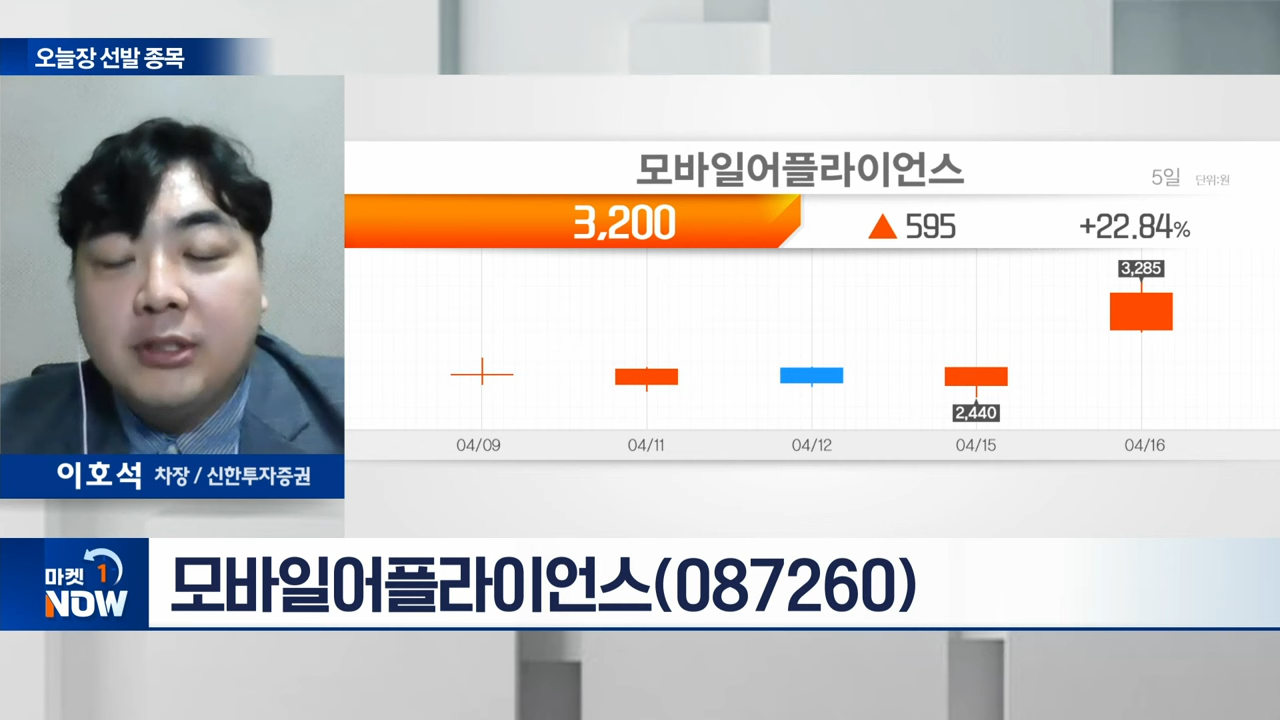 오늘장 선발 종목
모바일어플라이언스
5일 단위:원
3,200 ▲ 595 +22.84%
3,285
2,440
04/09 04/11 04/12 04/15 04/16
이호석 차장 / 신한투자증권
마켓 1
NOW
모바일어플라이언스(087260)